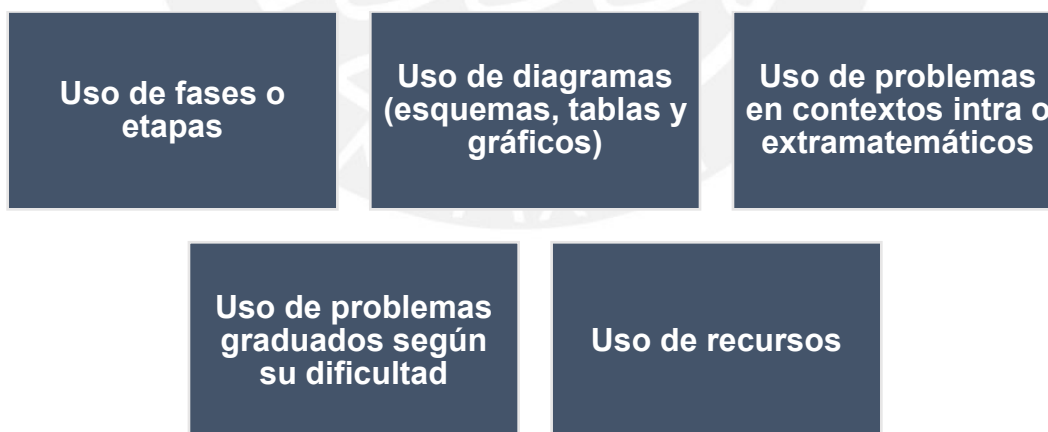 Uso de fases o
etapas
Uso de diagramas
(esquemas, tablas y
gráficos)
Uso de problemas
en contextos intra o
extramatemáticos
Uso de problemas
graduados según
su dificultad
Uso de recursos